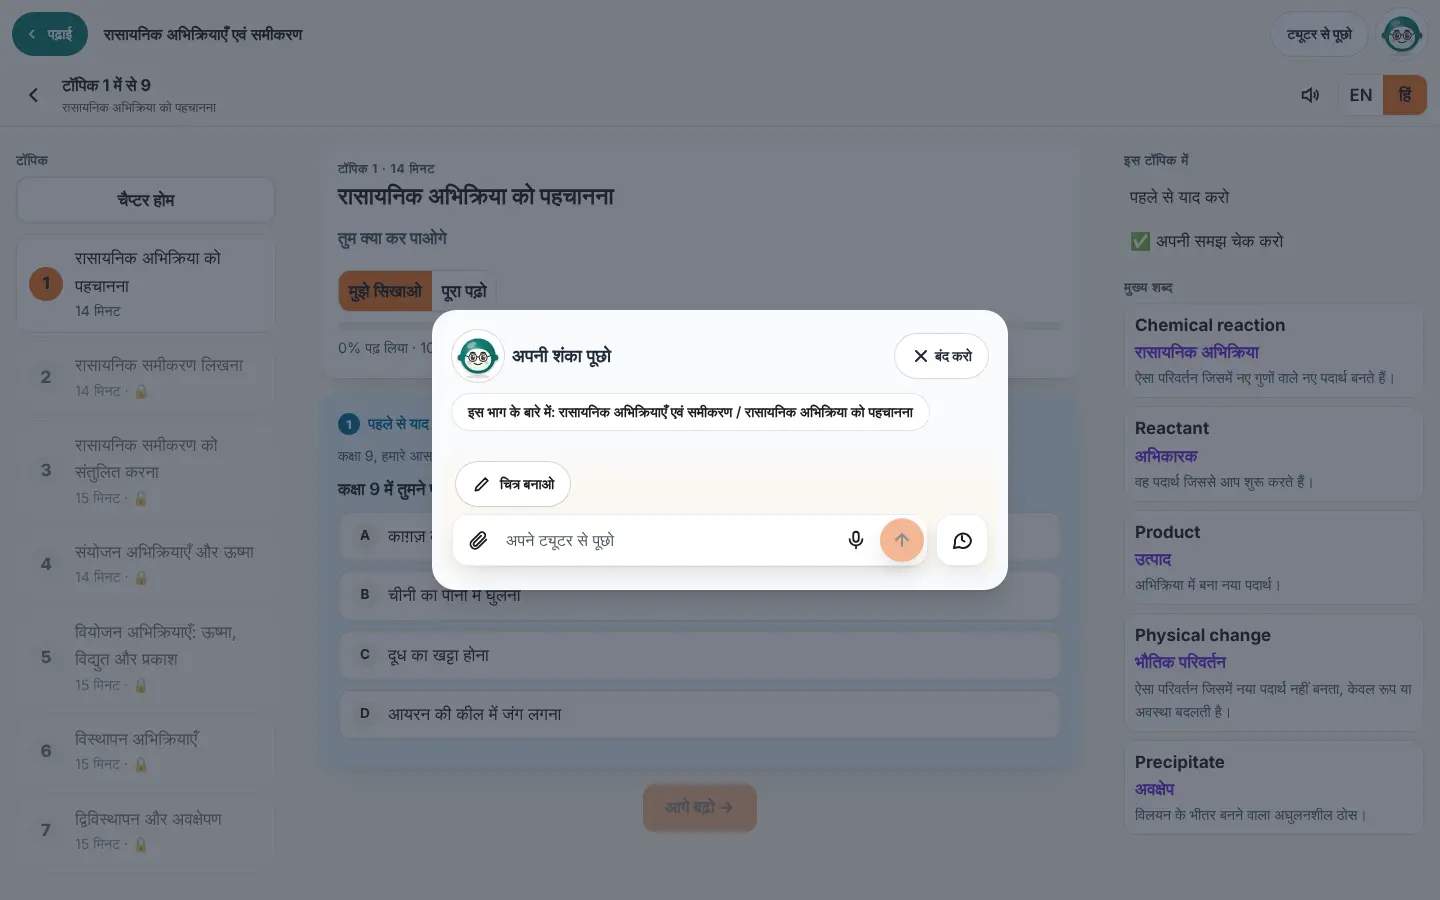 पढ़ाई
रासायनिक अभिक्रियाएँ एवं समीकरण
ट्यूटर से पूछो
टॉपिक 1 में से 9
रासायनिक अभिक्रिया को पहचानना
EN
हिं
टॉपिक
चैप्टर होम
1
रासायनिक अभिक्रिया को
पहचानना
14 मिनट
2
रासायनिक समीकरण लिखना
14 मिनट ·
3
रासायनिक समीकरण को
संतुलित करना
15 मिनट ·
4
संयोजन अभिक्रियाएँ और ऊष्मा
14 मिनट ·
5
वियोजन अभिक्रियाएँ: ऊष्मा,
विद्युत और प्रकाश
15 मिनट ·
6
विस्थापन अभिक्रियाएँ
15 मिनट ·
7
द्विविस्थापन और अवक्षेपण
15 मिनट ·
टॉपिक 1 · 14 मिनट
रासायनिक अभिक्रिया को पहचानना
तुम क्या कर पाओगे
मुझे सिखाओ
पूरा पढ़ो
0% पढ़ लिया ·
1 पहले से याद
कक्षा 9, हमारे
कक्षा 9 में तुमने
A
B चीनी का पानी में घुलना
C दूध का खट्टा होना
D आयरन की कील में जंग लगना
आगे बढ़ो →
अपनी शंका पूछो
बंद करो
इस भाग के बारे में: रासायनिक अभिक्रियाएँ एवं समीकरण / रासायनिक अभिक्रिया को पहचानना
चित्र बनाओ
अपने ट्यूटर से पूछो
इस टॉपिक में
पहले से याद करो
✅ अपनी समझ चेक करो
मुख्य शब्द
Chemical reaction
रासायनिक अभिक्रिया
ऐसा परिवर्तन जिसमें नए गुणों वाले नए पदार्थ बनते हैं।
Reactant
अभिकारक
वह पदार्थ जिससे आप शुरू करते हैं।
Product
उत्पाद
अभिक्रिया में बना नया पदार्थ।
Physical change
भौतिक परिवर्तन
ऐसा परिवर्तन जिसमें नया पदार्थ नहीं बनता, केवल रूप या
अवस्था बदलती है।
Precipitate
अवक्षेप
विलयन के भीतर बनने वाला अघुलनशील ठोस।